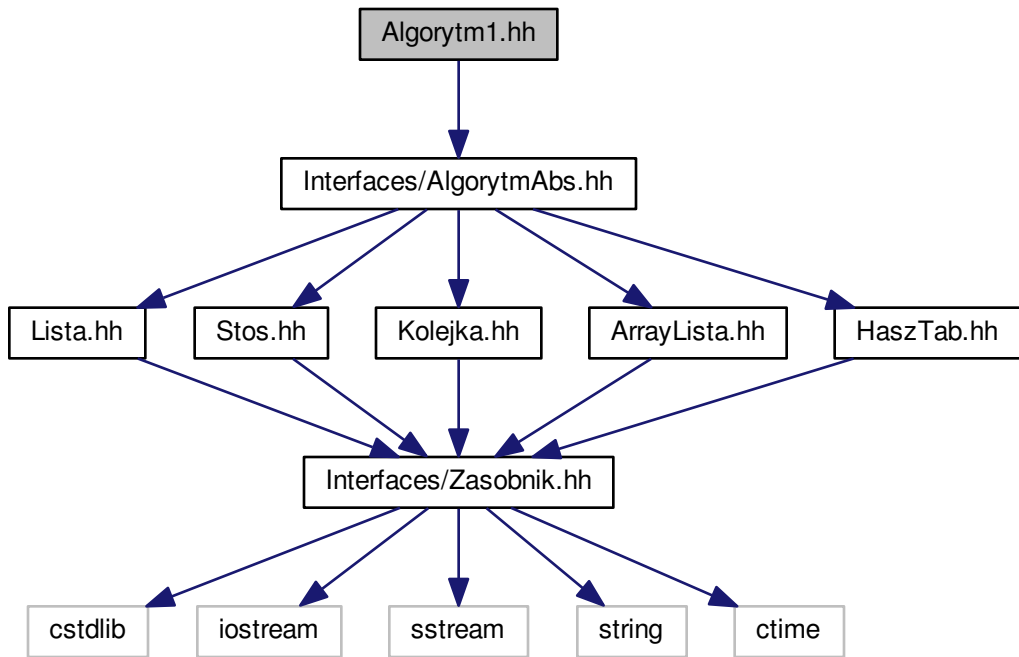 Algorytm1.hh
Interfaces/AlgorytmAbs.hh
Lista.hh
Stos.hh
Kolejka.hh
ArrayLista.hh
HaszTab.hh
Interfaces/Zasobnik.hh
cstdlib
iostream
sstream
string
ctime